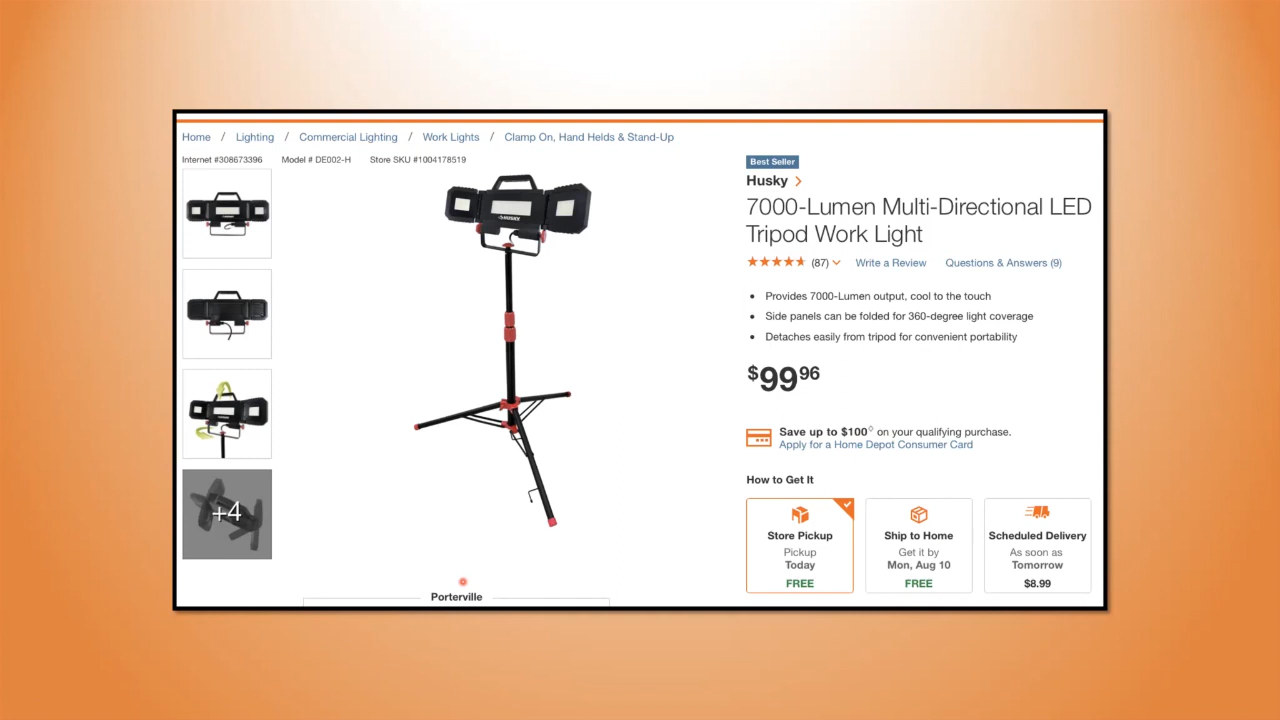 Home / Lighting / Commercial Lighting / Work Lights / Clamp On, Hand Helds & Stand-Up
Internet #308673396 Model # DE002-H Store SKU #1004178519
+4
HUSKY
Porterville
Best Seller
Husky
7000-Lumen Multi-Directional LED
Tripod Work Light
(87) Write a Review Questions & Answers (9)
• Provides 7000-Lumen output, cool to the touch
• Side panels can be folded for 360-degree light coverage
• Detaches easily from tripod for convenient portability
$99 96
Save up to $100◊ on your qualifying purchase.
Apply for a Home Depot Consumer Card
How to Get It
Store Pickup
Pickup
Today
FREE
Ship to Home
Get it by
Mon, Aug 10
FREE
Scheduled Delivery
As soon as
Tomorrow
$8.99